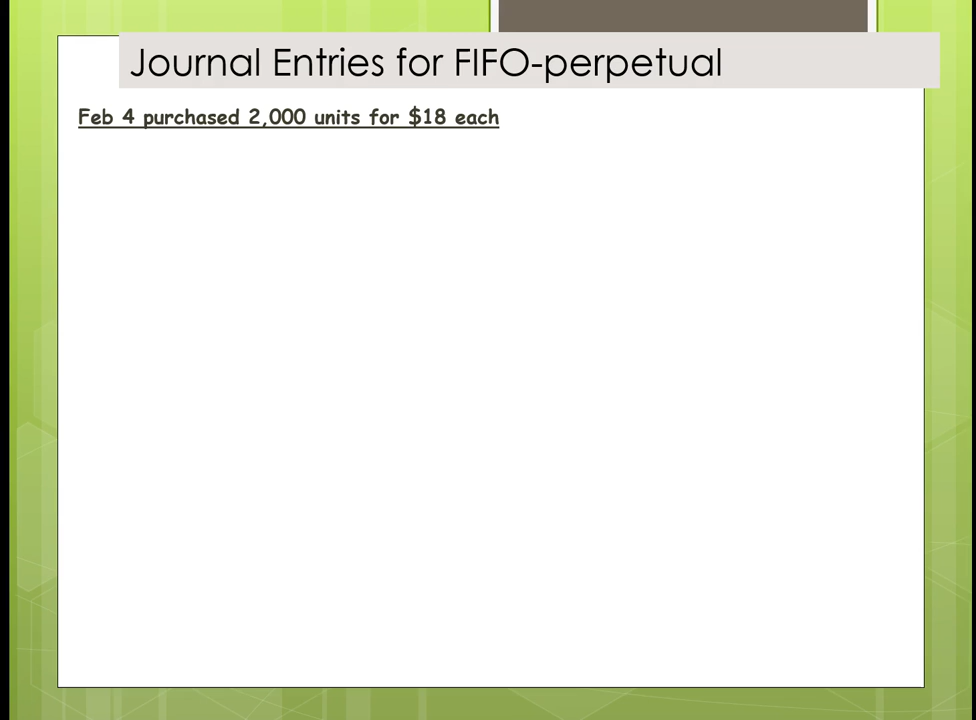 Journal Entries for FIFO-perpetual
Feb 4 purchased 2,000 units for $18 each